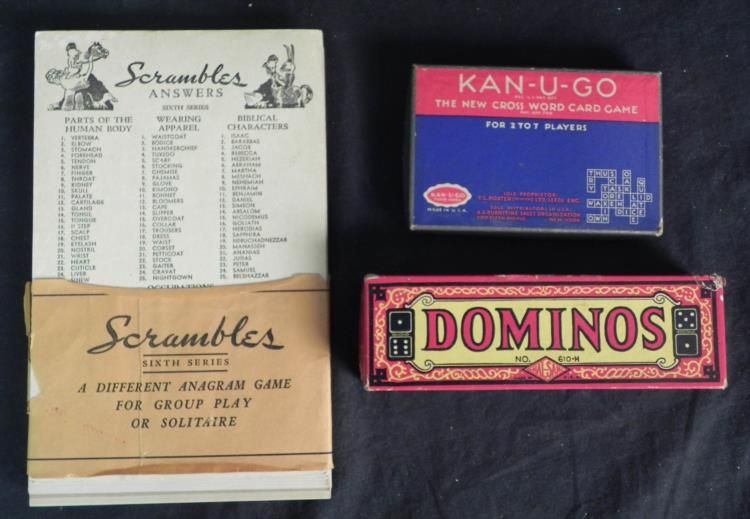 Scrambles
ANSWERS
SIXTH SERIES
PARTS OF THE
HUMAN BODY
1. VERTEBRA
2. ELBOW
3. STOMACH
4. FOREHEAD
5. TENDON
6. NERVE
7. FINGER
8. THROAT
9. KIDNEY
10. SKULL
11. PALATE
12. CARTILAGE
13. GLAND
14. TONSIL
15. TONGUE
16. INSTEP
17. SCALP
18. CHEST
19. EYELASH
20. NOSTRIL
21. WRIST
22. HEART
23. CUTICLE
24. LIVER
WEARING
APPAREL
1. WAISTCOAT
2. BODICE
3. HANDKERCHIEF
4. TUXEDO
5. SCARF
6. STOCKING
7. CHEMISE
8. PAJAMAS
9. GLOVE
10. KIMONO
11. BONNET
12. BLOOMERS
13. CAPE
14. SLIPPER
15. OVERCOAT
16. COLLAR
17. TROUSERS
18. DRESS
19. WAIST
20. CORSET
21. PETTICOAT
22. STOCK
23. GAITER
24. CRAVAT
25. NIGHTGOWN
BIBLICAL
CHARACTERS
1. ISAAC
2. BARABBAS
3. JACOB
4. REBECCA
5. HEZEKIAH
6. ABRAHAM
7. MARTHA
8. MESHACH
9. NEHEMIAH
10. EPHRAIM
11. BENJAMIN
12. DANIEL
13. SIMEON
14. ABSALOM
15. NICODEMUS
16. GOLIATH
17. HERODIAS
18. SAPPHIRA
19. NEBUCHADNEZZAR
20. MANASSEH
21. ANANIAS
22. JUDAS
23. PETER
24. SAMUEL
25. BELSHAZZAR
OCCUPATIONS
Scrambles
SIXTH SERIES
A DIFFERENT ANAGRAM GAME
FOR GROUP PLAY
OR SOLITAIRE
KAN-U-GO
THE NEW CROSS WORD CARD GAME
FOR 2 TO 7 PLAYERS
KAN-U-GO
MADE IN U.S.A.
SOLE PROPRIETOR:
DOMINOS
NO. 610-H
HALSAM